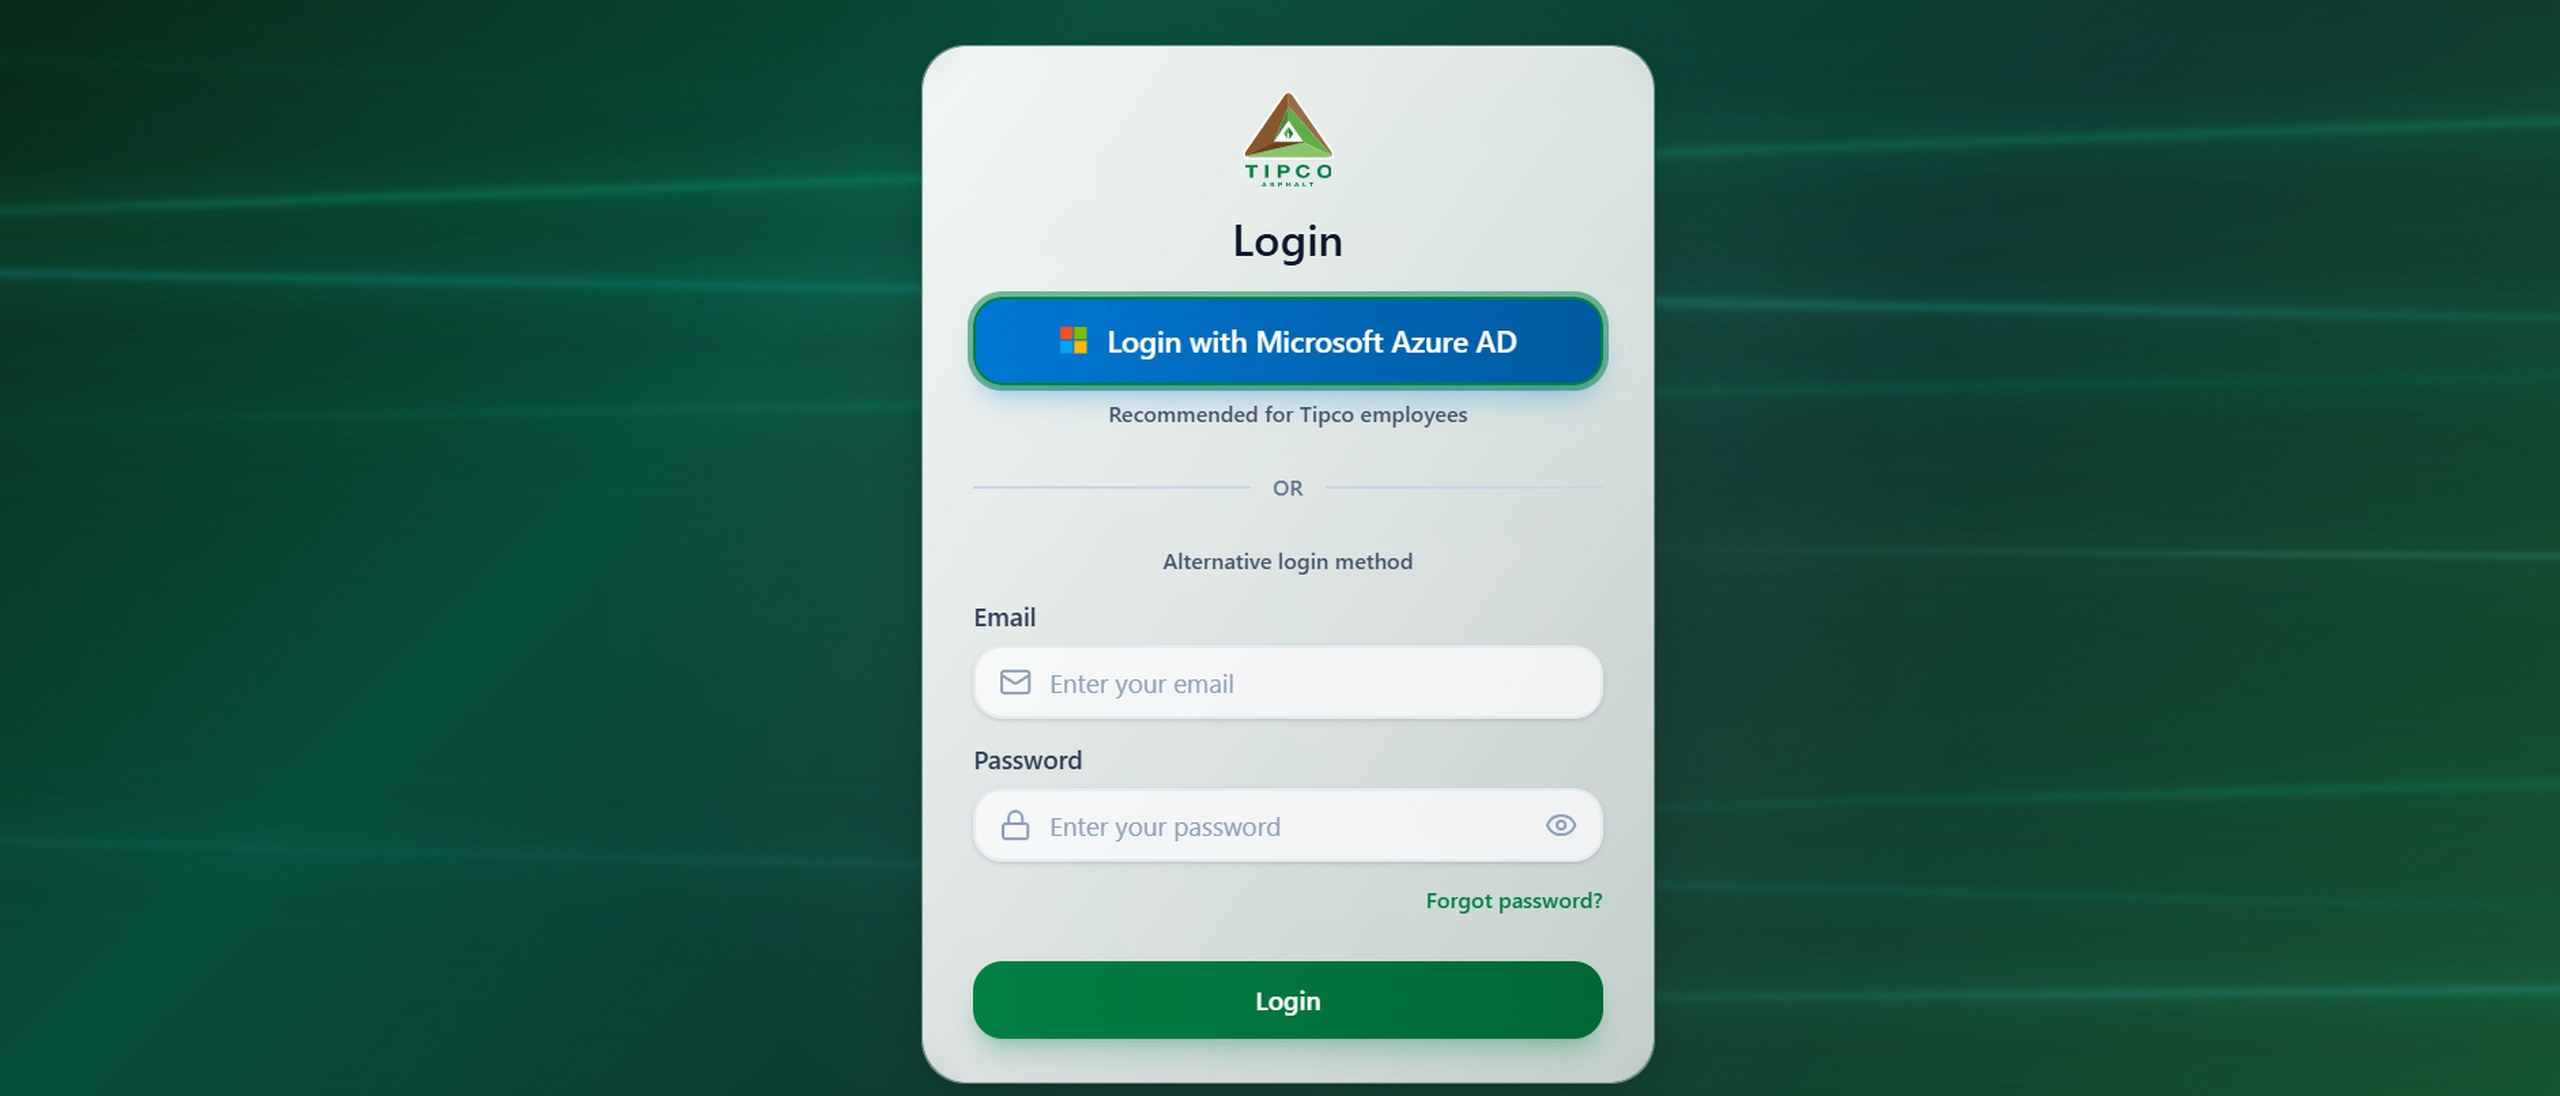 TIPCO
ASPHALT
Login
Login with Microsoft Azure AD
Recommended for Tipco employees
OR
Alternative login method
Email
Enter your email
Password
Enter your password
Forgot password?
Login